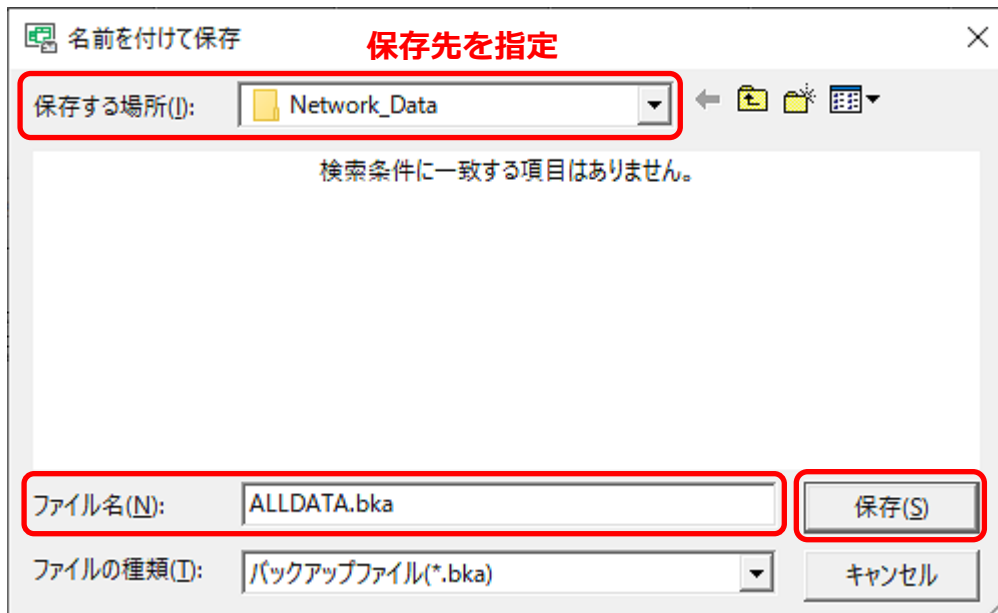 名前を付けて保存
保存先を指定
保存する場所(I): Network_Data
検索条件に一致する項目はありません。
ファイル名(N): ALLDATA.bka 保存(S)
ファイルの種類(T): バックアップファイル(*.bka) キャンセル